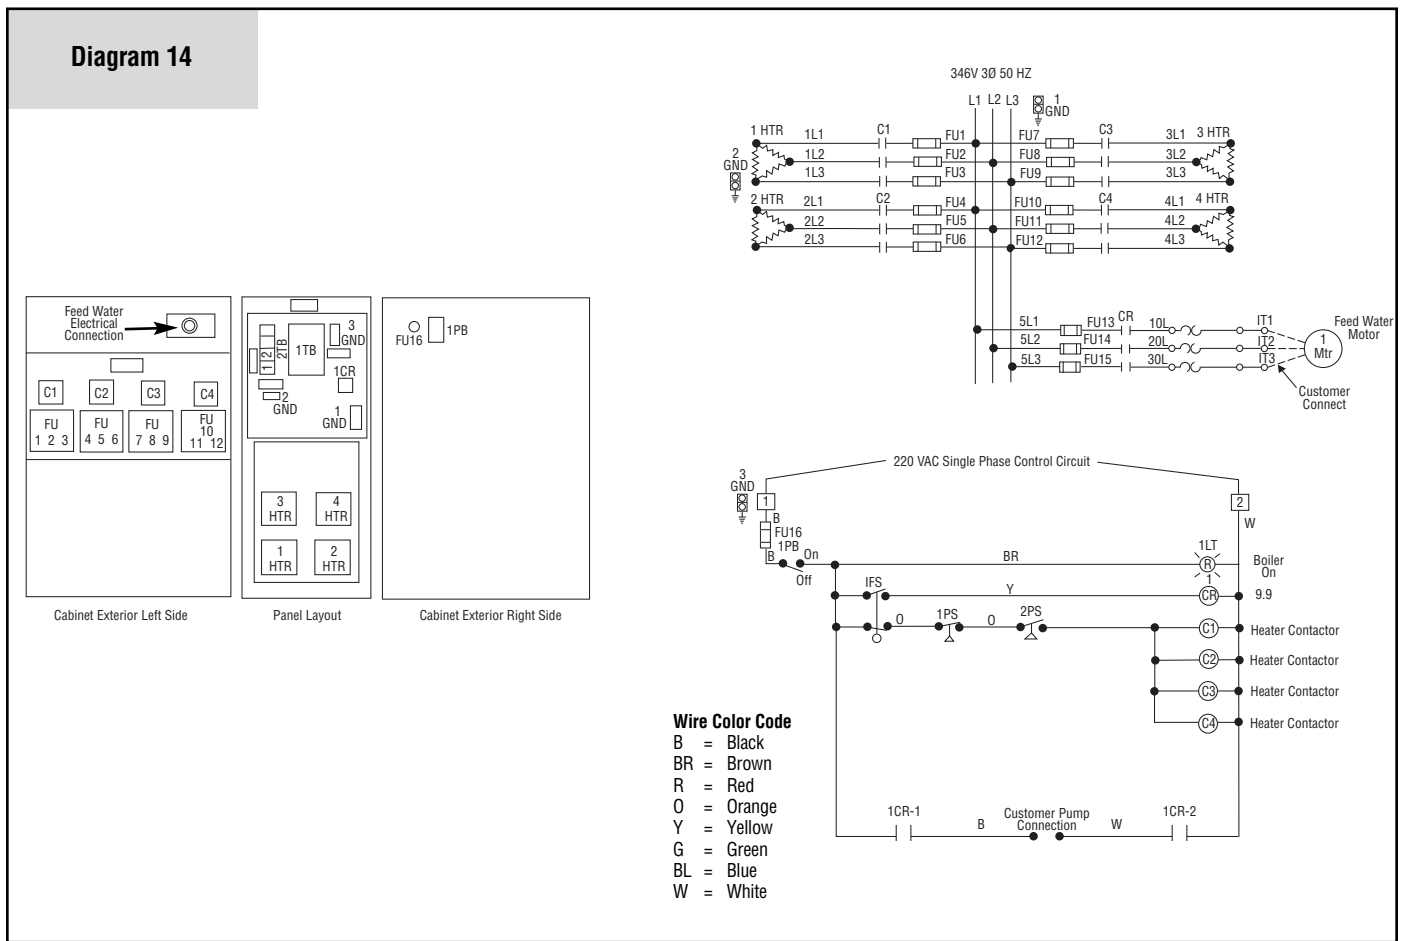 Diagram 14
346V 3Ø 50 HZ
L1 L2 L3
1
GND
1 HTR 1L1 C1 FU1 FU7 C3 3L1 3 HTR
2
GND
1L2 FU2 FU8 3L2
1L3 FU3 FU9 3L3
2 HTR 2L1 C2 FU4 FU10 C4 4L1 4 HTR
2L2 FU5 FU11 4L2
2L3 FU6 FU12 4L3
5L1 FU13 CR 10L IT1
5L2 FU14 20L IT2
5L3 FU15 30L IT3
1
Mtr
Feed Water
Motor
Customer
Connect
Feed Water
Electrical
Connection
C1 C2 C3 C4
FU
1 2 3
FU
4 5 6
FU
7 8 9
FU
10
11 12
Cabinet Exterior Left Side
1 2
2TB
1TB
3
GND
1CR
2
GND
1
GND
3
HTR
4
HTR
1
HTR
2
HTR
Panel Layout
FU16
1PB
Cabinet Exterior Right Side
220 VAC Single Phase Control Circuit
3
GND
1
2
B
W
FU16
1PB
B On
Off
BR
1LT
R
Boiler
On
IFS
Y
1
CR
9.9
O 1PS O 2PS
C1 Heater Contactor
C2 Heater Contactor
C3 Heater Contactor
C4 Heater Contactor
1CR-1
B
Customer Pump
Connection
W
1CR-2
Wire Color Code
B = Black
BR = Brown
R = Red
O = Orange
Y = Yellow
G = Green
BL = Blue
W = White